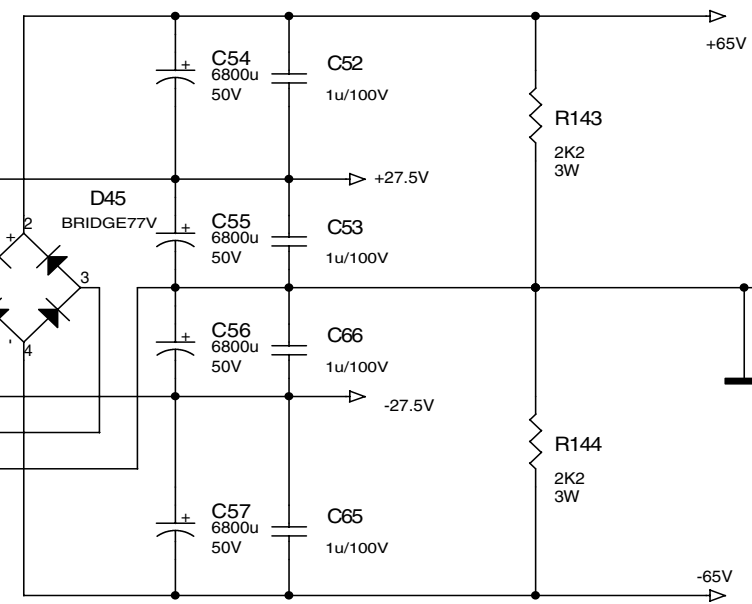 C54
6800u
50V
C52
1u/100V
+65V
R143
2K2
3W
+27.5V
D45
BRIDGE77V
2
+
3
4
-
C55
6800u
50V
C53
1u/100V
C56
6800u
50V
C66
1u/100V
-27.5V
R144
2K2
3W
C57
6800u
50V
C65
1u/100V
-65V
+
+
+
+